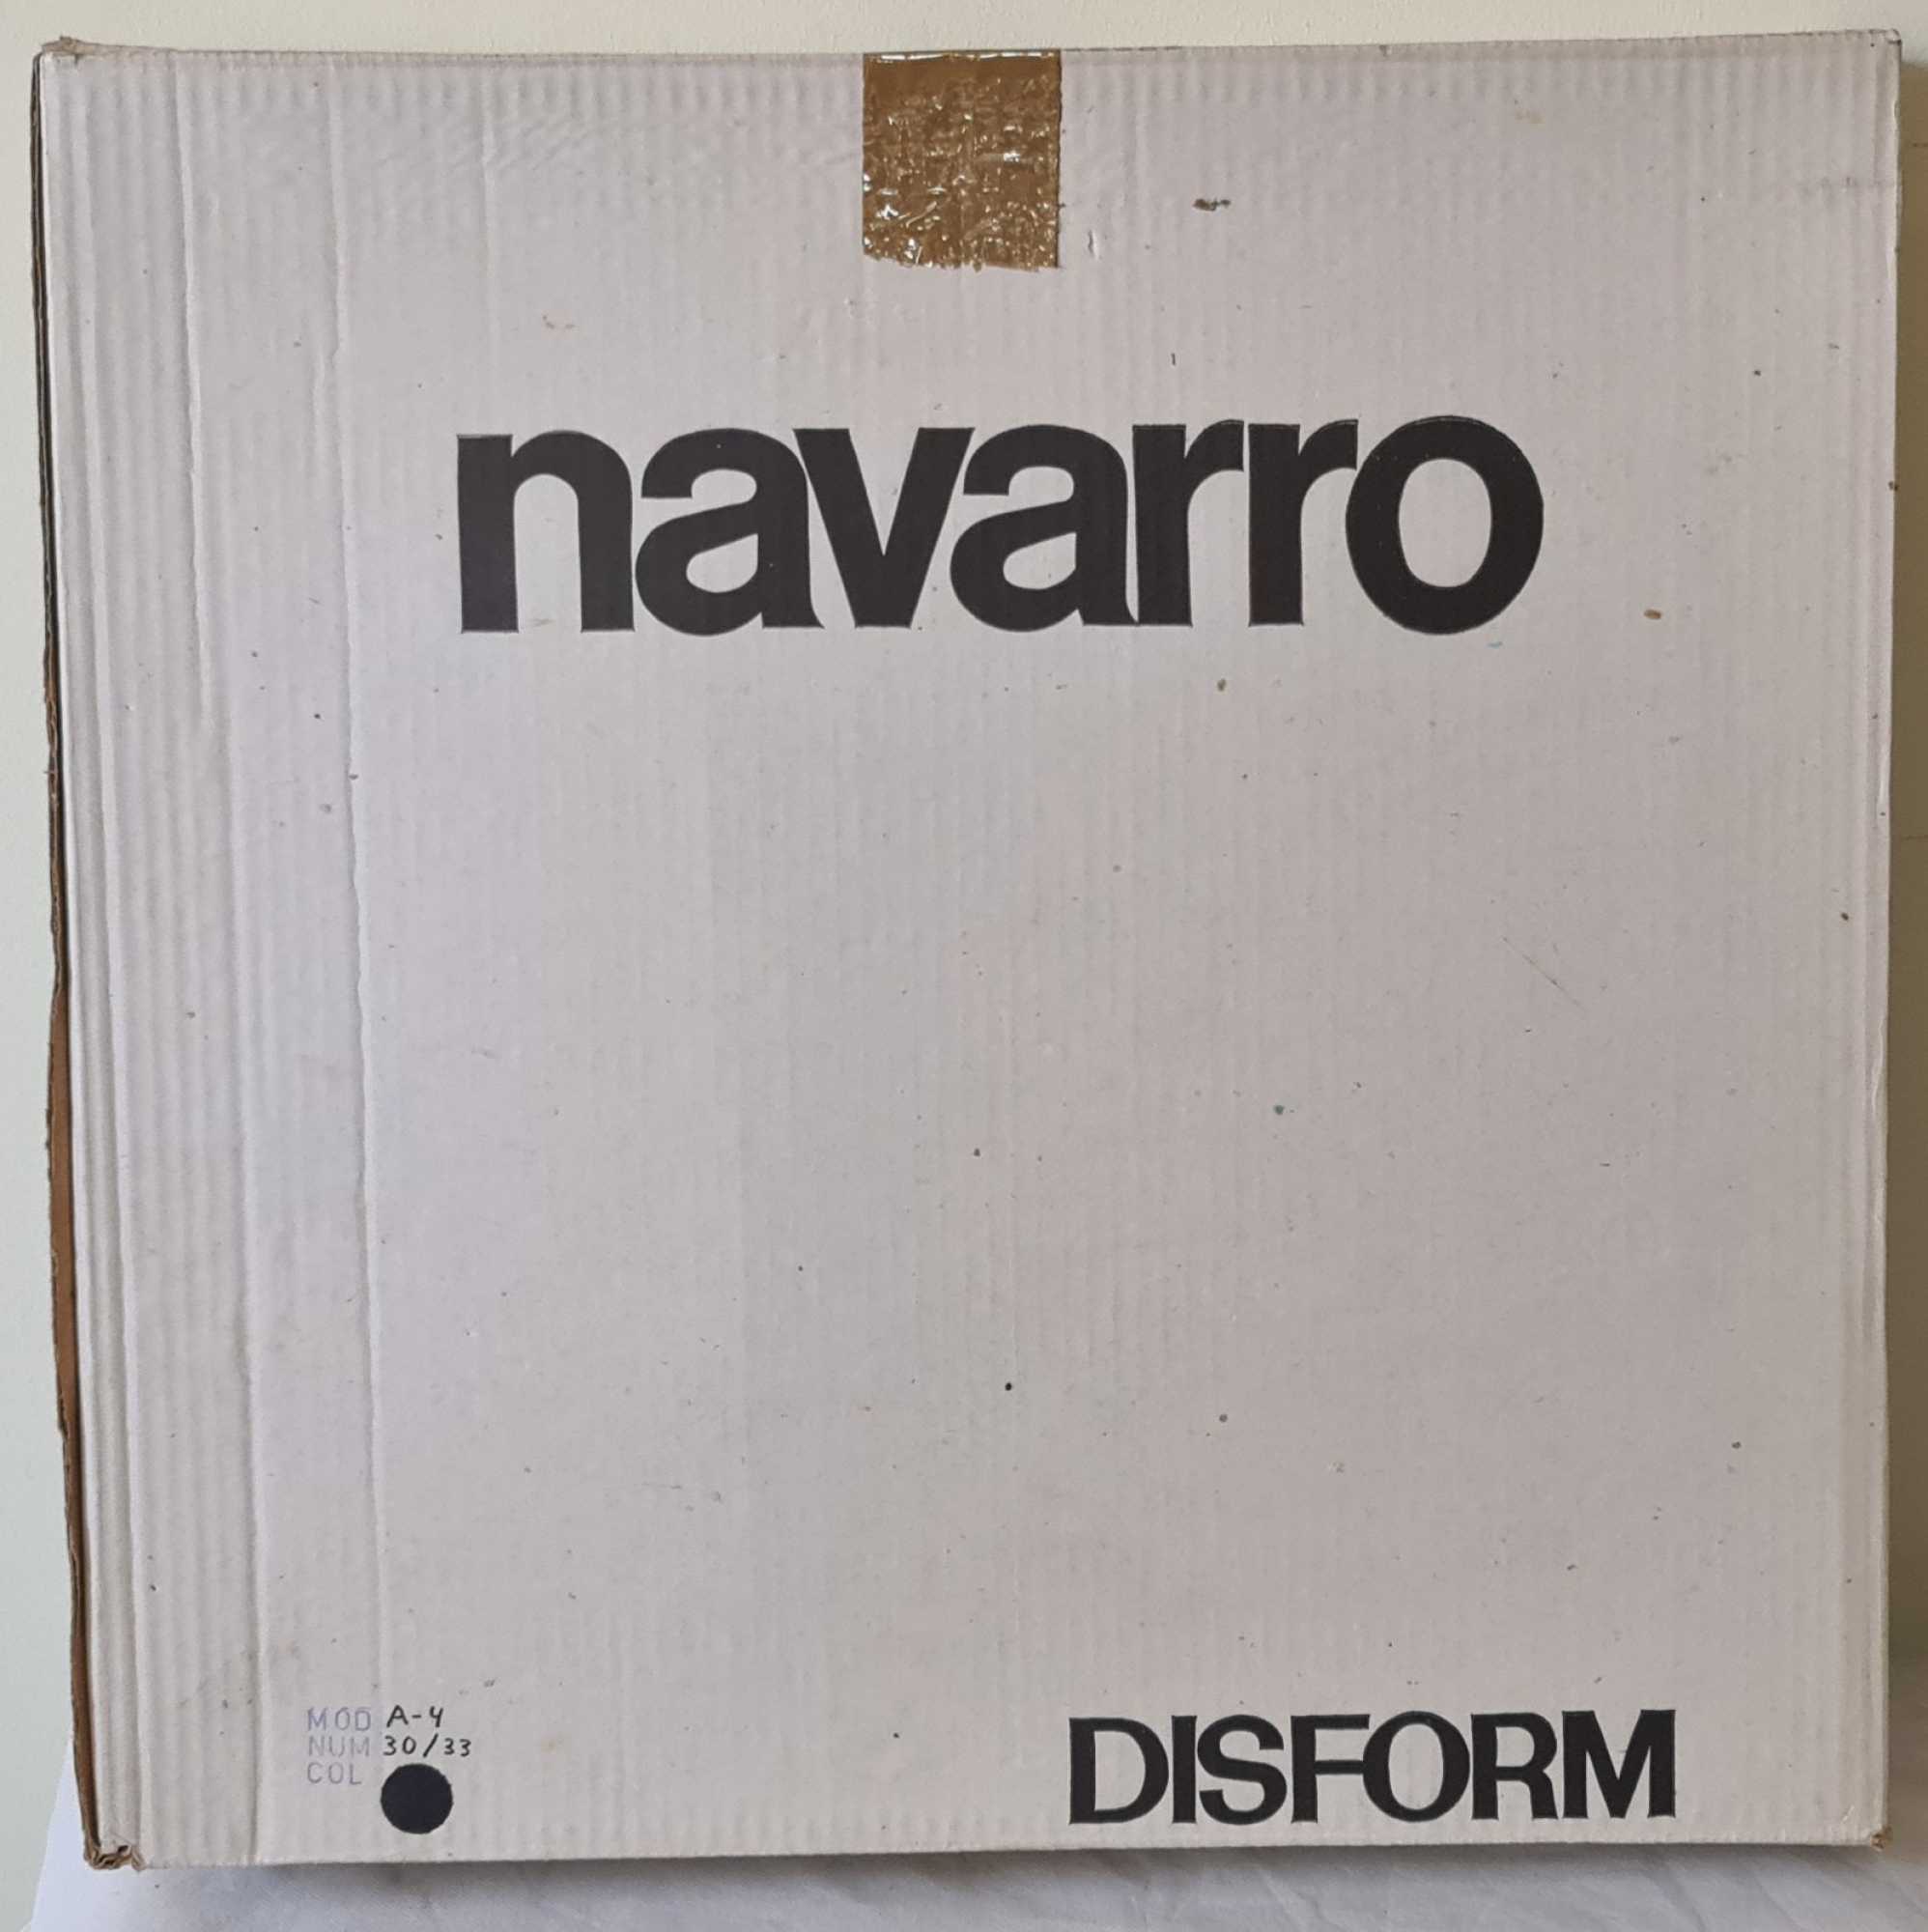 navarro
MOD A-4
NUM 30/33
COL
DISFORM